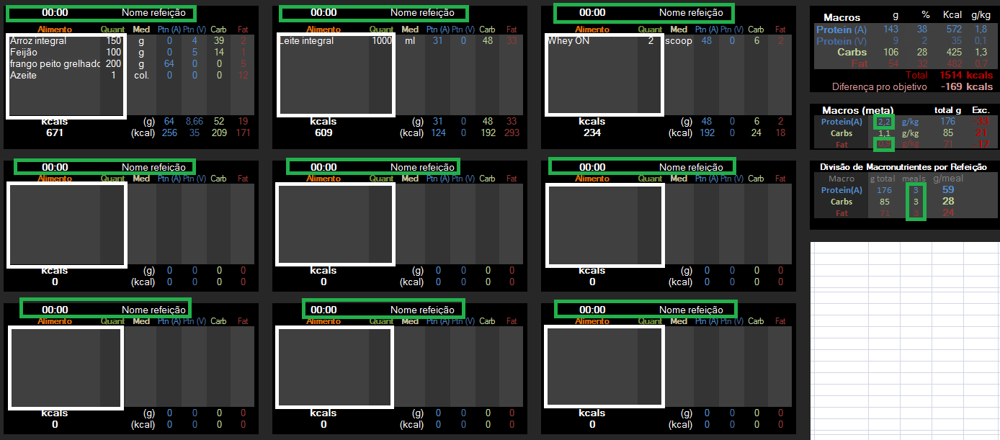 00:00 Nome refeição
Alimento Quant Med Ptn (A) Ptn (V) Carb Fat
Arroz integral 150 g 0 4 39 2
Feijão 100 g 0 5 14 1
frango peito grelhado 200 g 64 0 0 5
Azeite 1 col. 0 0 0 12
kcals (g) 64 8,66 52 19
671 (kcal) 256 35 209 171
00:00 Nome refeição
Alimento Quant Med Ptn (A) Ptn (V) Carb Fat
Leite integral 1000 ml 31 0 48 33
kcals (g) 31 0 48 33
609 (kcal) 124 0 192 293
00:00 Nome refeição
Alimento Quant Med Ptn (A) Ptn (V) Carb Fat
Whey ON 2 scoop 48 0 6 2
kcals (g) 48 0 6 2
234 (kcal) 192 0 24 18
Macros g % Kcal g/kg
Protein (A) 143 38 572 1,8
Protein (V) 9 2 35 0,1
Carbs 106 28 425 1,3
Fat 54 32 482 0,7
Total 1514 kcals
Diferença pro objetivo -169 kcals
Macros (meta) total g Exc.
Protein(A) 2,2 g/kg 176 -33
Carbs 1,1 g/kg 85 21
Fat 0,9 g/kg 71 -17
Divisão de Macronutrientes por Refeição
Macro g total meals g/meal
Protein(A) 176 3 59
Carbs 85 3 28
Fat 71 3 24
00:00 Nome refeição
Alimento Quant Med Ptn (A) Ptn (V) Carb Fat
kcals (g) 0 0 0 0
0 (kcal) 0 0 0 0
00:00 Nome refeição
Alimento Quant Med Ptn (A) Ptn (V) Carb Fat
kcals (g) 0 0 0 0
0 (kcal) 0 0 0 0
00:00 Nome refeição
Alimento Quant Med Ptn (A) Ptn (V) Carb Fat
kcals (g) 0 0 0 0
0 (kcal) 0 0 0 0
00:00 Nome refeição
Alimento Quant Med Ptn (A) Ptn (V) Carb Fat
kcals (g) 0 0 0 0
0 (kcal) 0 0 0 0
00:00 Nome refeição
Alimento Quant Med Ptn (A) Ptn (V) Carb Fat
kcals (g) 0 0 0 0
0 (kcal) 0 0 0 0
00:00 Nome refeição
Alimento Quant Med Ptn (A) Ptn (V) Carb Fat
kcals (g) 0 0 0 0
0 (kcal) 0 0 0 0